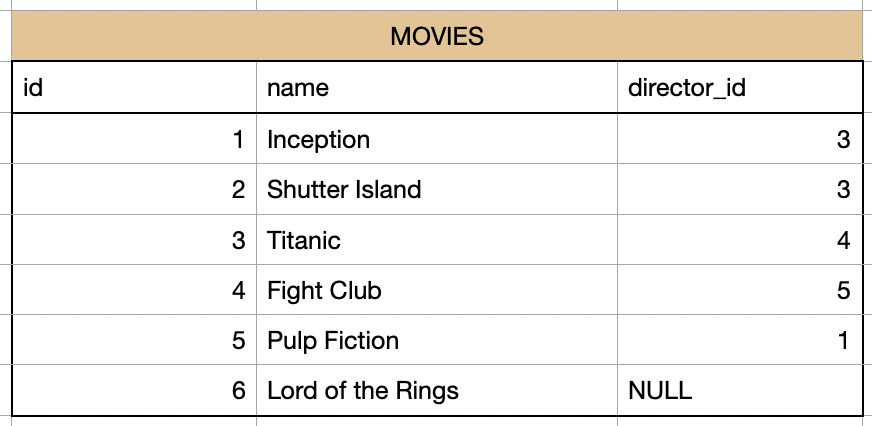 MOVIES
id name director_id
1 Inception 3
2 Shutter Island 3
3 Titanic 4
4 Fight Club 5
5 Pulp Fiction 1
6 Lord of the Rings NULL